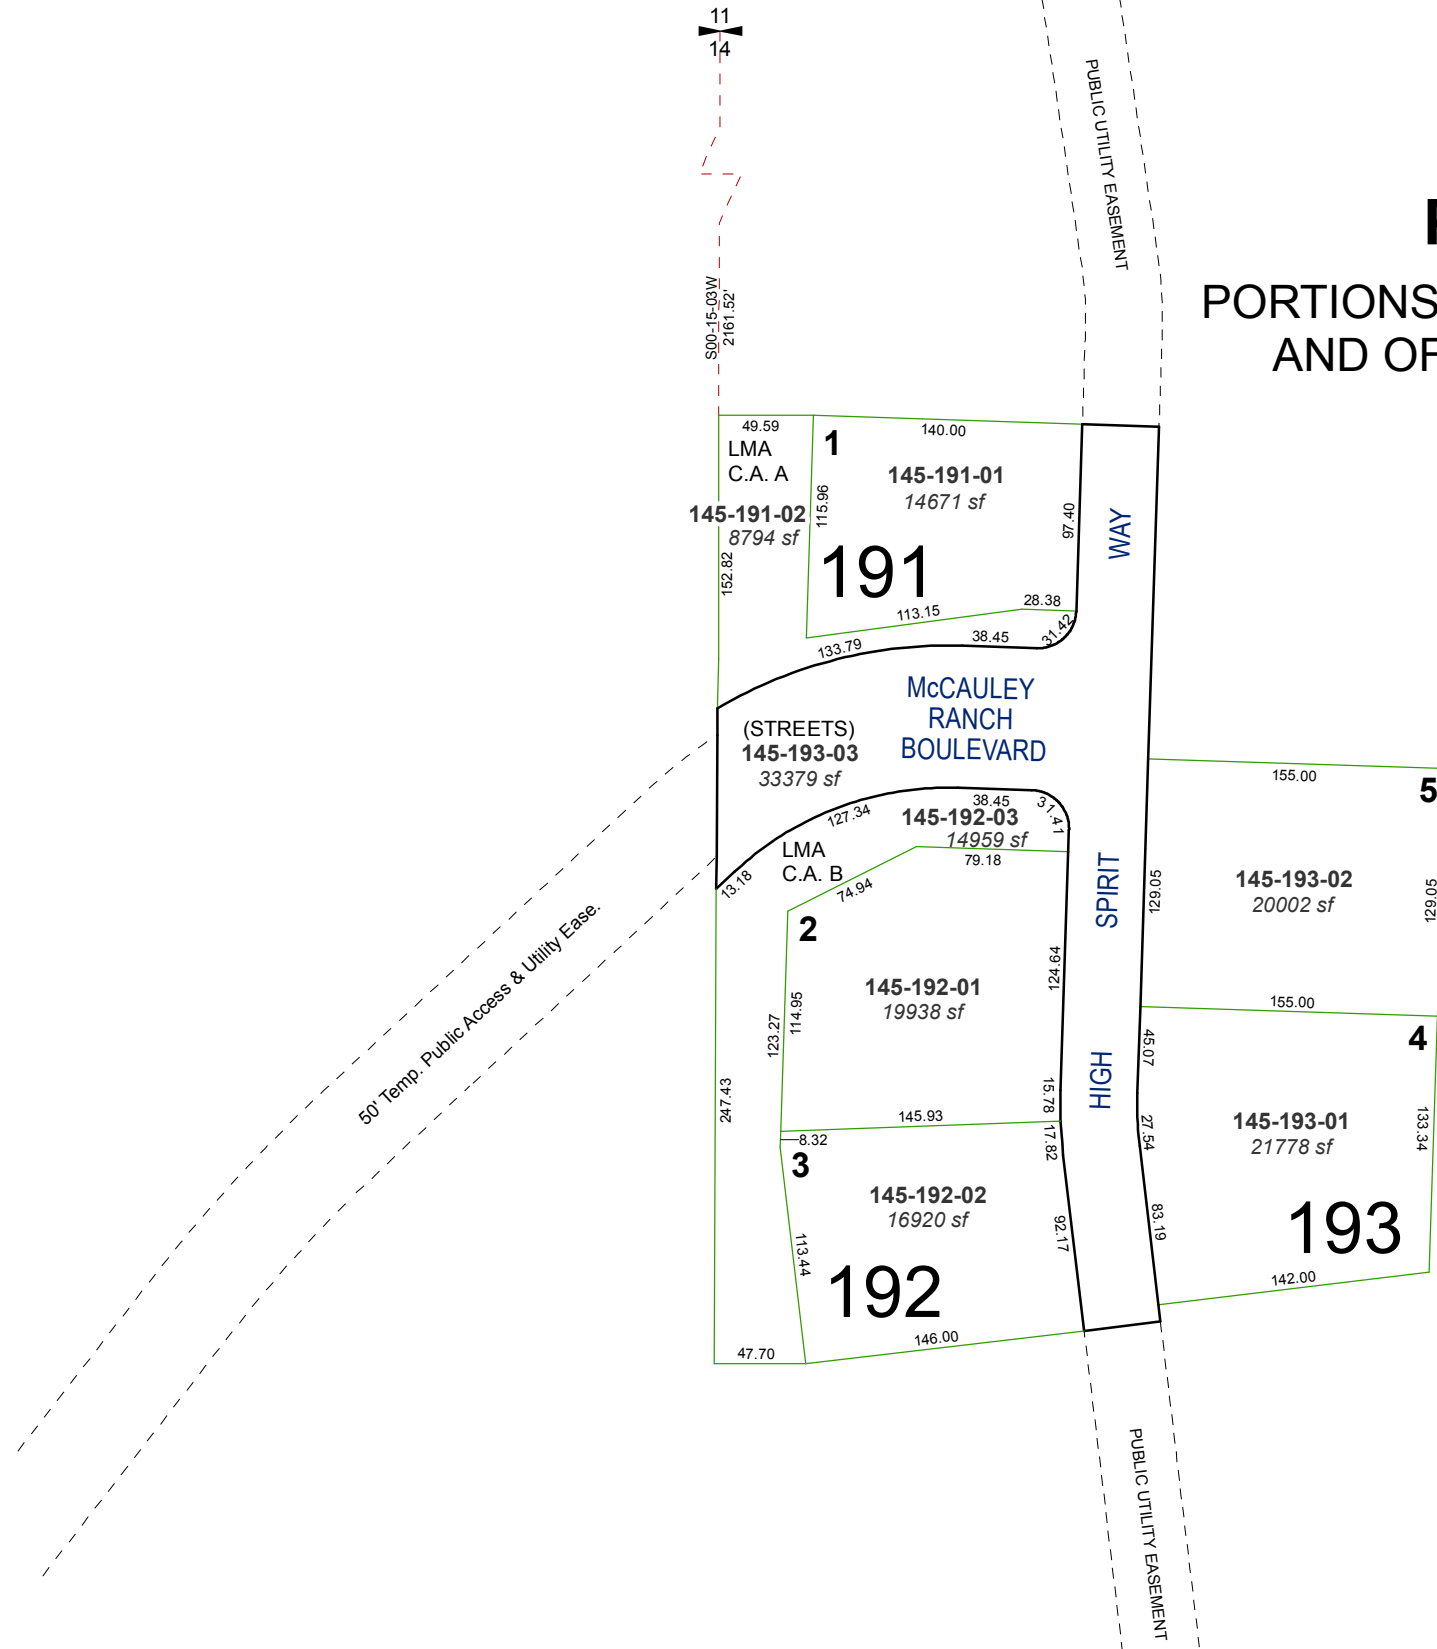 11
14
PUBLIC UTILITY EASEMENT
PORTIONS
AND OF
S00-15-03W
2161.52'
49.59
LMA
C.A. A
145-191-02
8794 sf
152.82
1
140.00
145-191-01
14671 sf
115.96
97.40
191
113.15
28.38
133.79
38.45
31.42
WAY
McCAULEY
RANCH
BOULEVARD
(STREETS)
145-193-03
33379 sf
127.34
38.45
31.41
145-192-03
14959 sf
LMA
C.A. B
13.18
74.94
79.18
155.00
5
145-193-02
20002 sf
129.05
129.05
SPIRIT
2
145-192-01
19938 sf
124.64
123.27
114.95
247.43
50' Temp. Public Access & Utility Ease.
155.00
4
45.07
HIGH
15.78
145.93
8.32
17.82
27.54
145-193-01
21778 sf
133.34
3
145-192-02
16920 sf
113.44
92.17
83.19
193
192
142.00
47.70
146.00
PUBLIC UTILITY EASEMENT